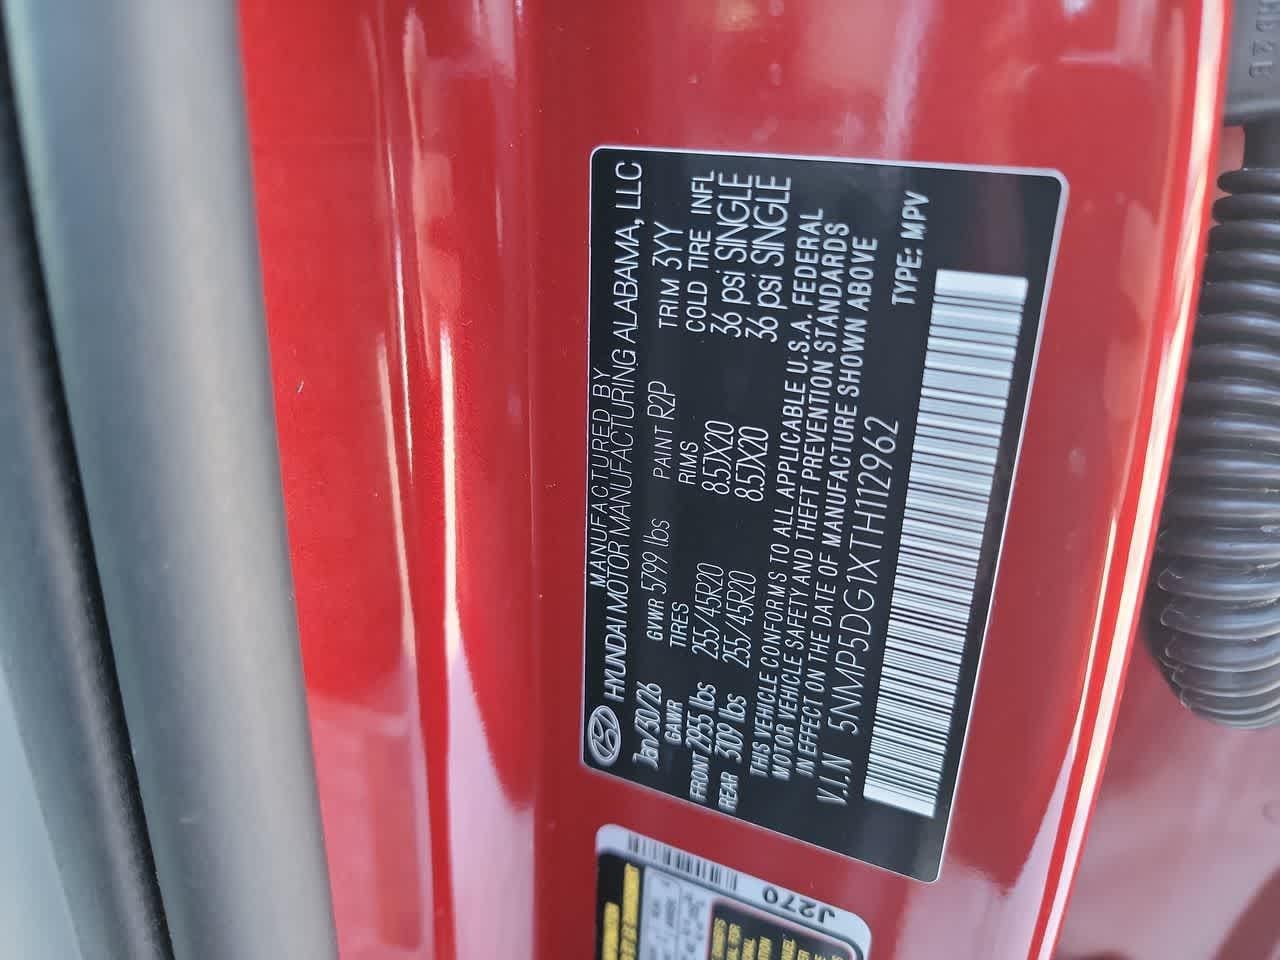 MANUFACTURED BY
HYUNDAI MOTOR MANUFACTURING ALABAMA, LLC
Jan/30/26 GVWR 5799 lbs PAINT R2P TRIM 3YY
GAWR TIRES RIMS COLD TIRE INFL
FRONT 2955 lbs 255/45R20 8.5JX20 36 psi SINGLE
REAR 3109 lbs 255/45R20 8.5JX20 36 psi SINGLE
THIS VEHICLE CONFORMS TO ALL APPLICABLE U.S.A. FEDERAL
MOTOR VEHICLE SAFETY AND THEFT PREVENTION STANDARDS
IN EFFECT ON THE DATE OF MANUFACTURE SHOWN ABOVE
V.I.N 5NMP5DG1XTH112962 TYPE: MPV
J270